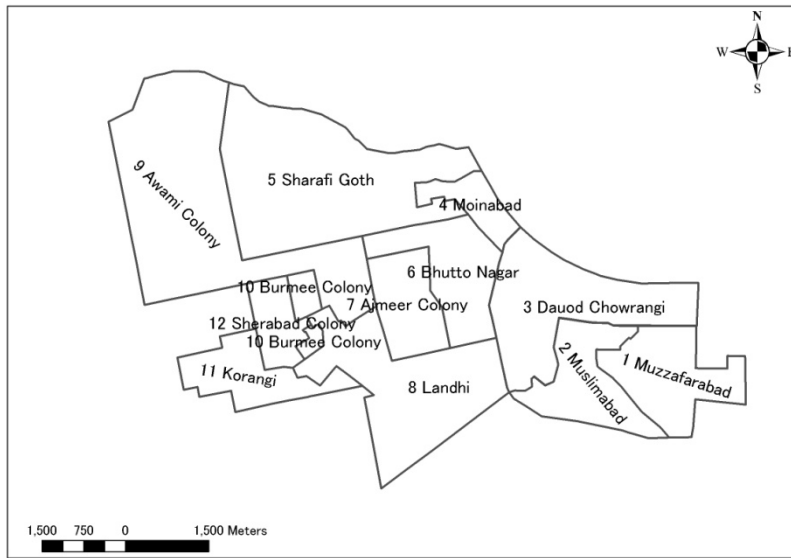 N
W E
S
9 Awami Colony
5 Sharafi Goth
4 Moinabad
6 Bhutto Nagar
10 Burmee Colony
7 Ajmeer Colony
3 Dauod Chowrangi
12 Sherabad Colony
10 Burmee Colony
2 Muslimabad
1 Muzzafarabad
11 Korangi
8 Landhi
1,500 750 0 1,500 Meters